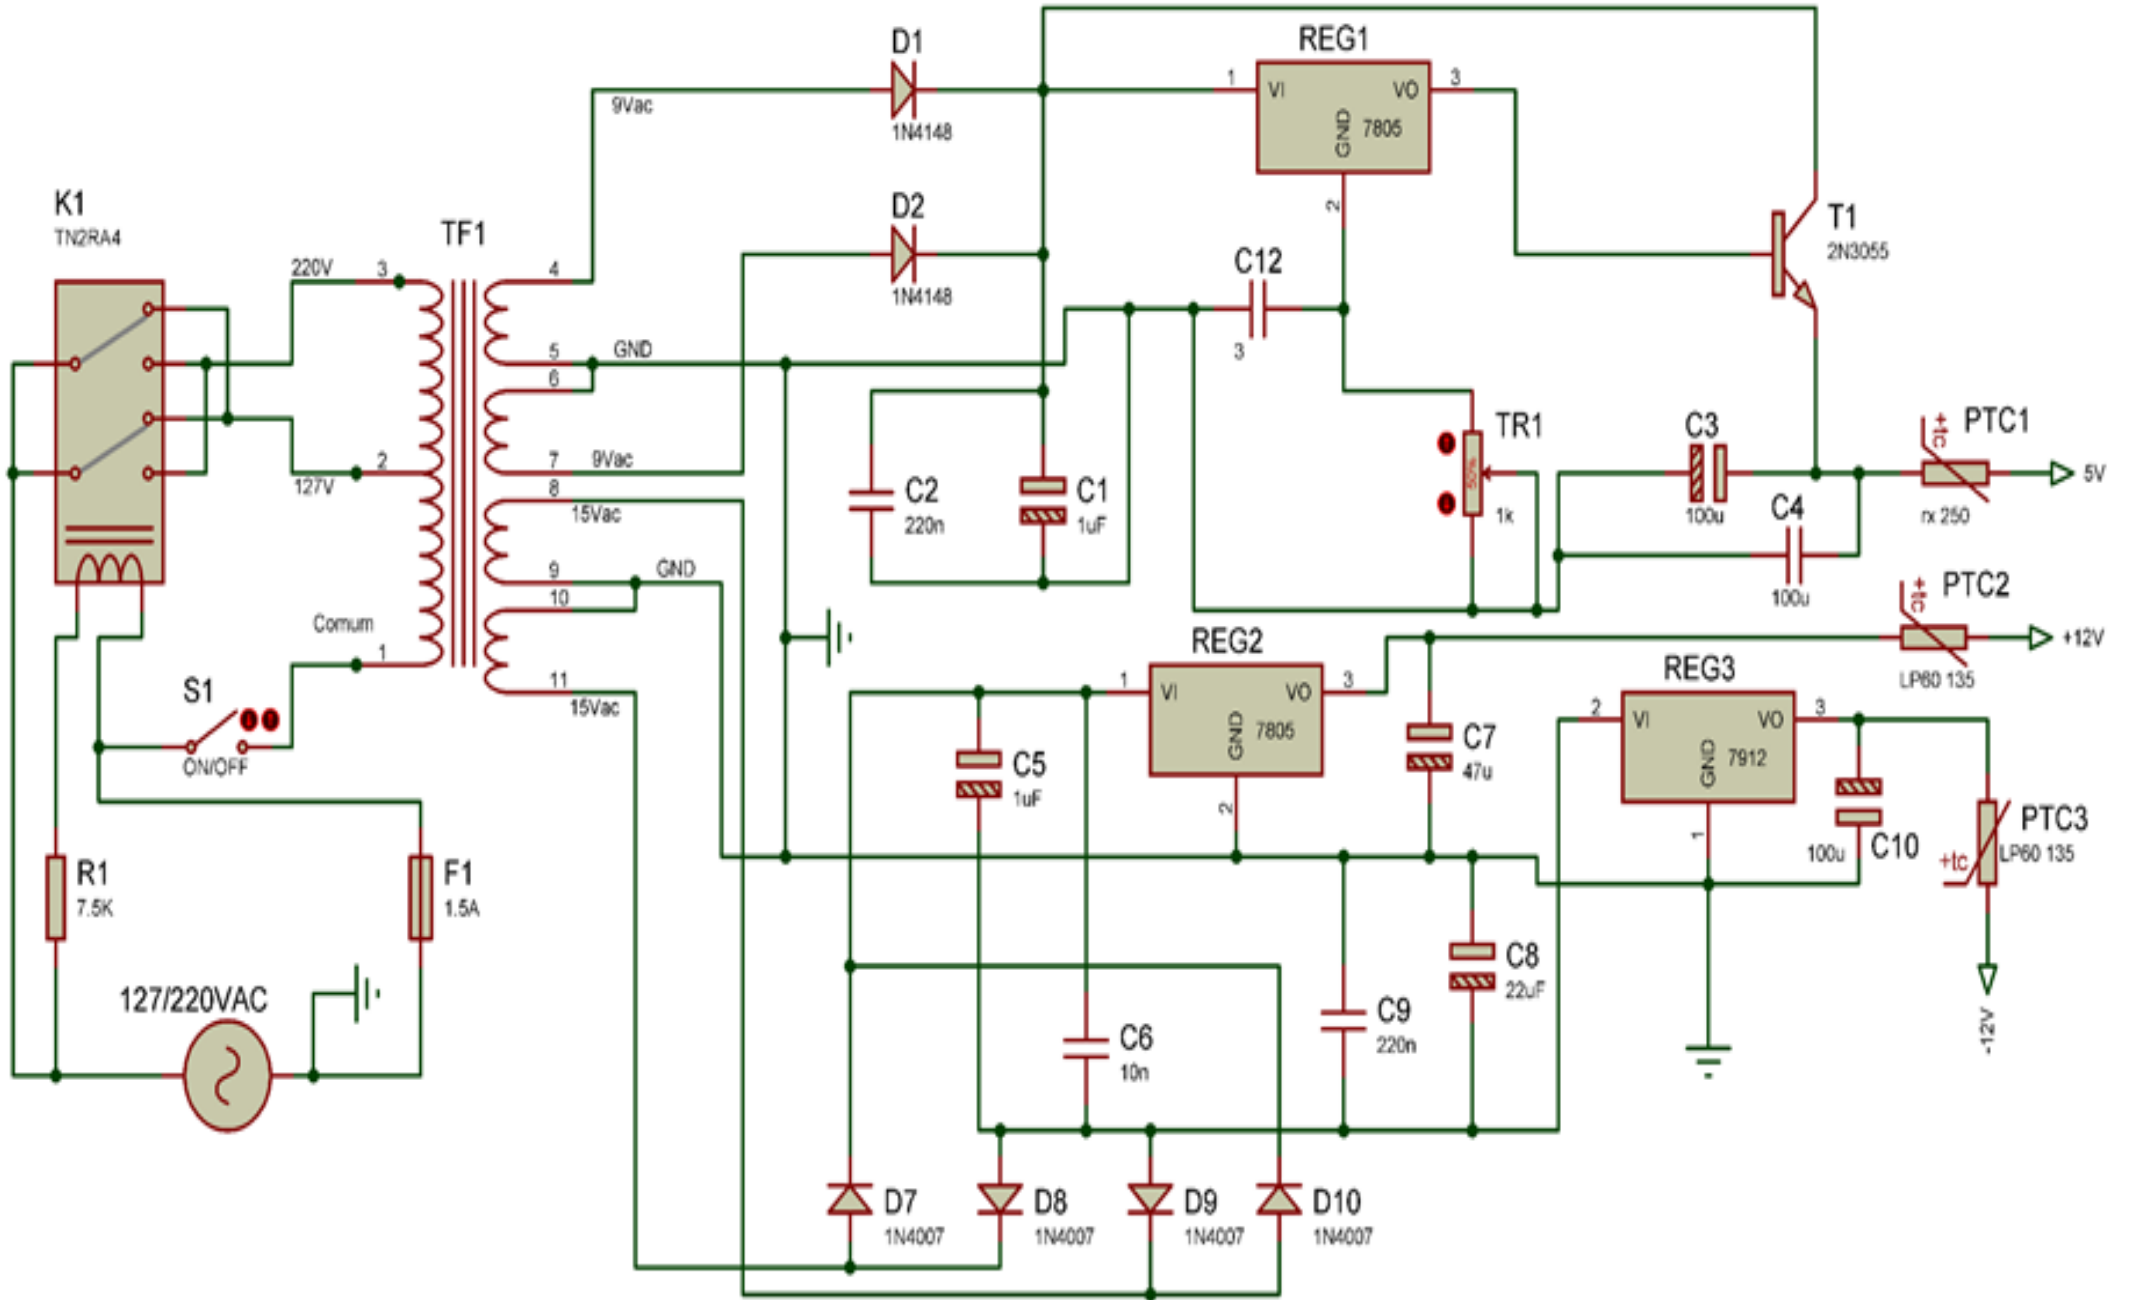 D1
1N4148
9Vac
REG1
1
VI
VO
3
GND
7805
2
K1
TN2RA4
TF1
D2
1N4148
T1
2N3055
C12
3
220V
3
4
5
GND
6
2
127V
7
9Vac
8
15Vac
C2
220n
C1
1uF
TR1
50%
1k
C3
100u
C4
100u
+tc
PTC1
rx 250
5V
9
GND
10
Comum
1
11
15Vac
S1
ON/OFF
REG2
1
VI
VO
3
GND
7805
2
+tc
PTC2
LP60 135
+12V
REG3
2
VI
VO
3
GND
7912
1
C5
1uF
C7
47u
100u
C10
PTC3
LP60 135
+tc
-12V
R1
7.5K
F1
1.5A
127/220VAC
C6
10n
C9
220n
C8
22uF
D7
1N4007
D8
1N4007
D9
1N4007
D10
1N4007